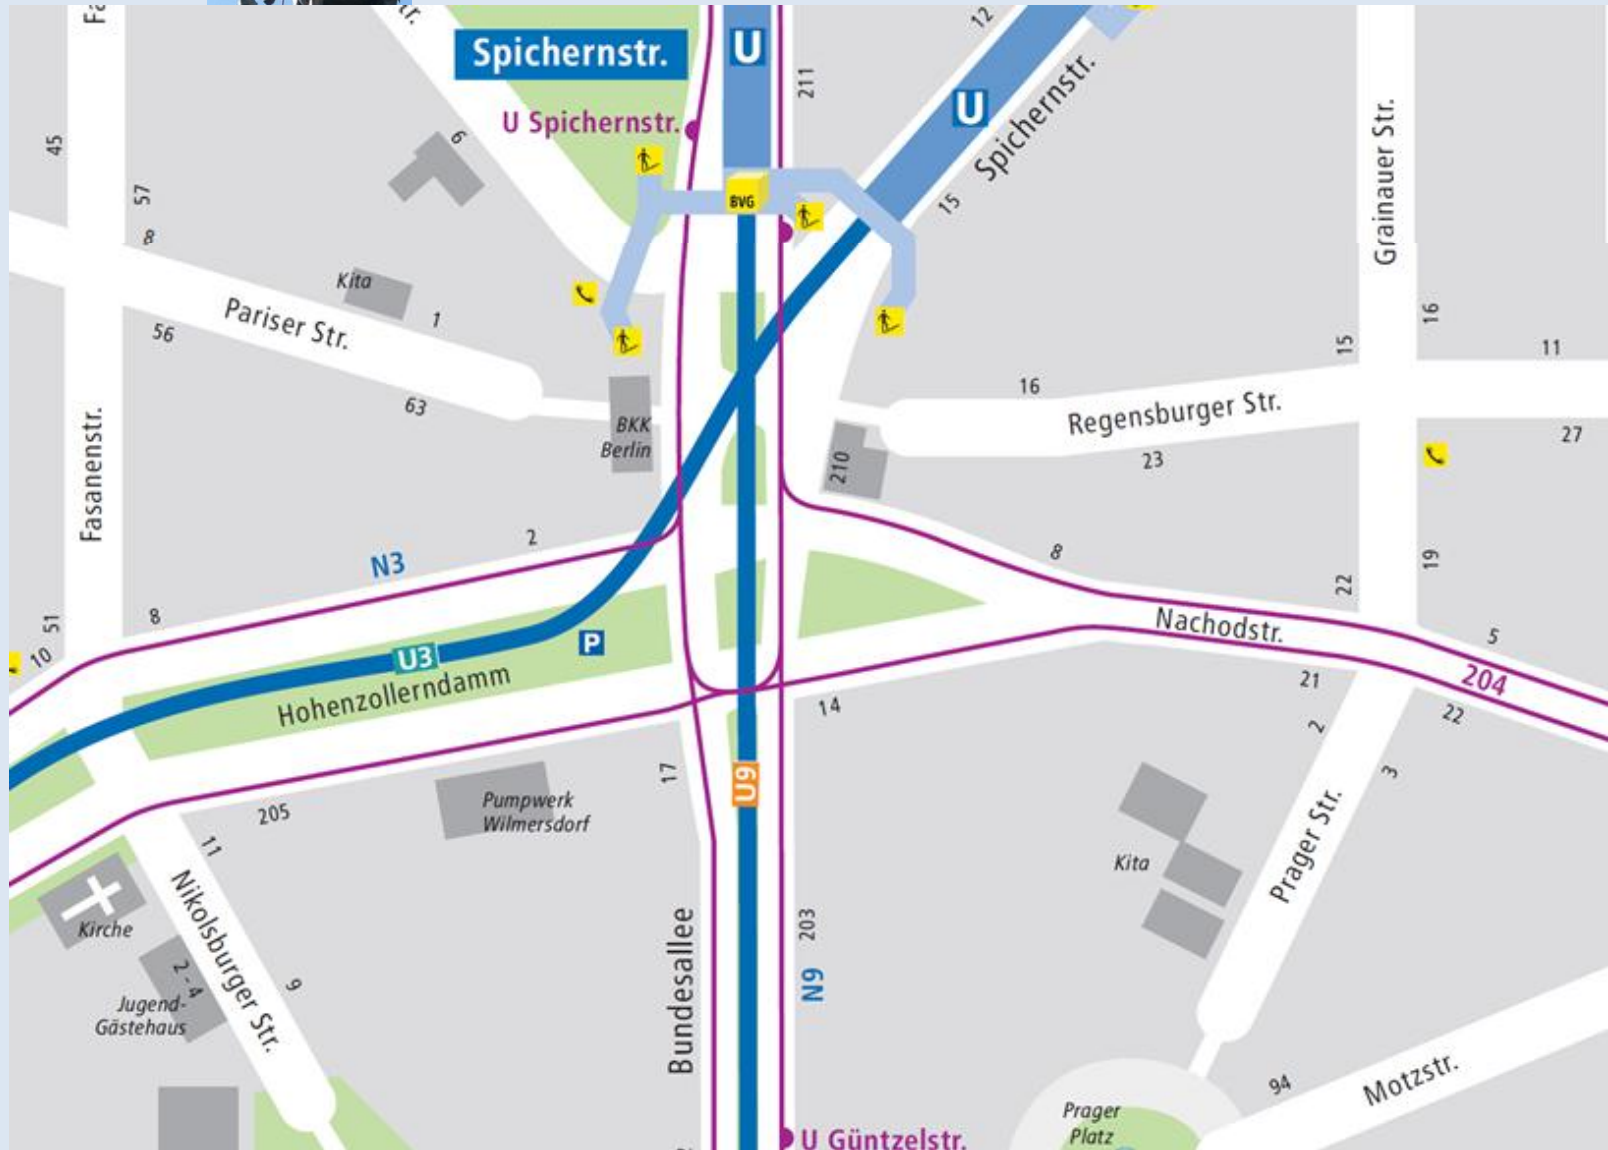 Fa
str.
Spichernstr.
U
12
211
U
Spichernstr.
U Spichernstr.
45
6
57
Grainauer Str.
BVG
15
8
Kita
1
Pariser Str.
56
16
15
11
63
16
Regensburger Str.
27
23
BKK
Berlin
210
Fasanenstr.
2
N3
8
19
22
8
51
10
P
U3
Hohenzollerndamm
Nachodstr.
5
204
21
22
14
2
3
17
U9
Pumpwerk
Wilmersdorf
205
11
Prager Str.
Kita
Nikolsburger Str.
Kirche
2 - 4
9
Jugend-
Gästehaus
Bundesallee
203
N9
94
Motzstr.
Prager
Platz
U Güntzelstr.